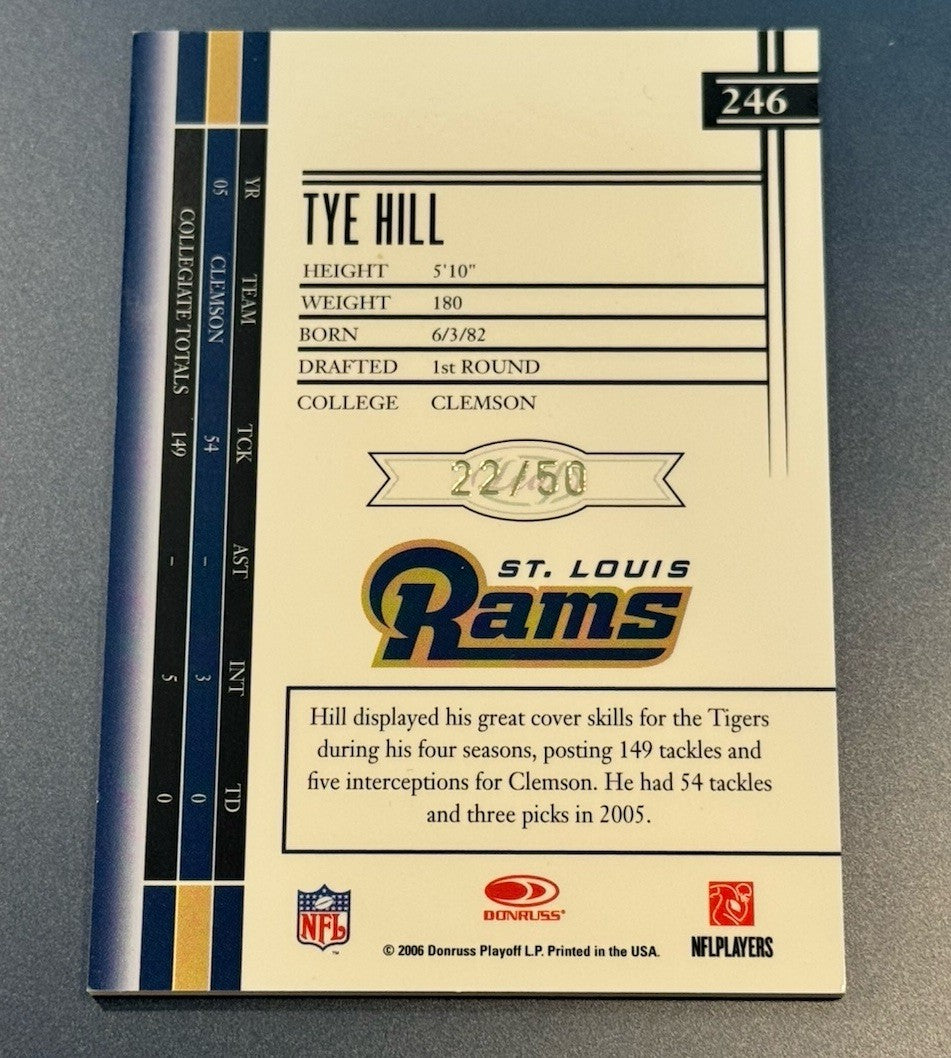 246
TYE HILL
HEIGHT 5'10"
WEIGHT 180
BORN 6/3/82
DRAFTED 1st ROUND
COLLEGE CLEMSON
22/50
ST. LOUIS
Rams
Hill displayed his great cover skills for the Tigers
during his four seasons, posting 149 tackles and
five interceptions for Clemson. He had 54 tackles
and three picks in 2005.
YR TEAM TCK AST INT TD
05 CLEMSON 54 - 3 0
COLLEGIATE TOTALS 149 - 5 0
NFL
TM
DONRUSS®
NFLPLAYERS
© 2006 Donruss Playoff L.P. Printed in the USA.